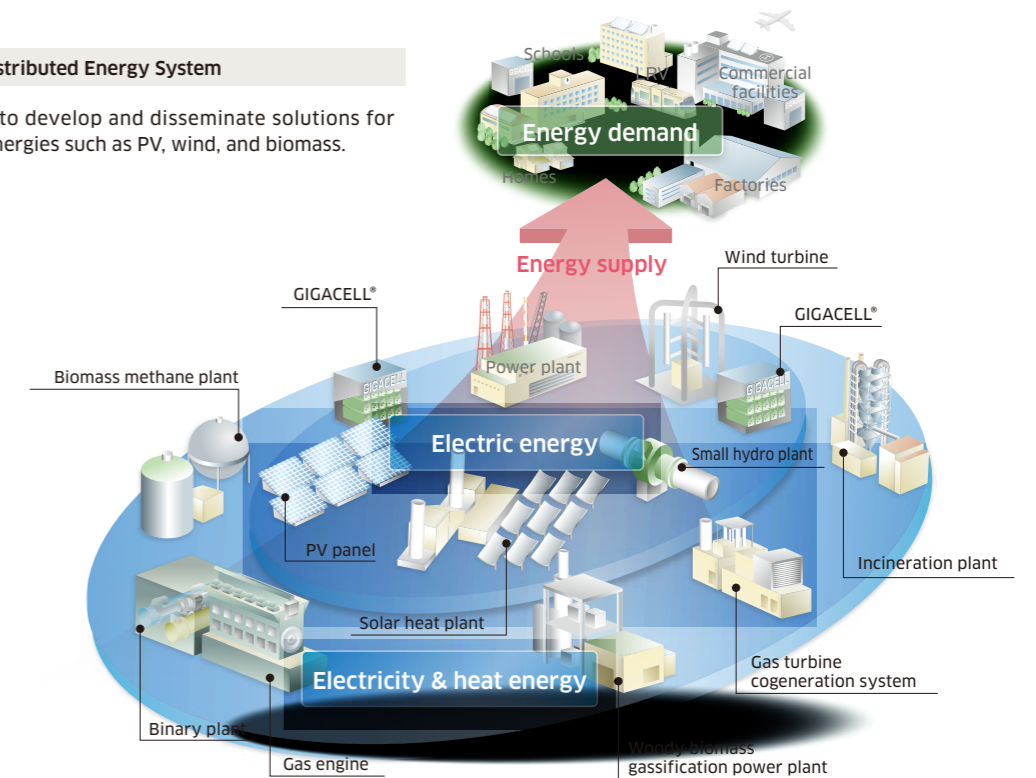 stributed Energy System
to develop and disseminate solutions for
nergies such as PV, wind, and biomass.
Schools
LRV
Commercial
facilities
Energy demand
Homes
Factories
Energy supply
Wind turbine
GIGACELL®
GIGACELL®
Power plant
Biomass methane plant
GIGACELL
GIGACELL
Electric energy
Small hydro plant
PV panel
Incineration plant
Solar heat plant
Gas turbine
cogeneration system
Electricity & heat energy
Binary plant
Gas engine
Woody biomass
gassification power plant